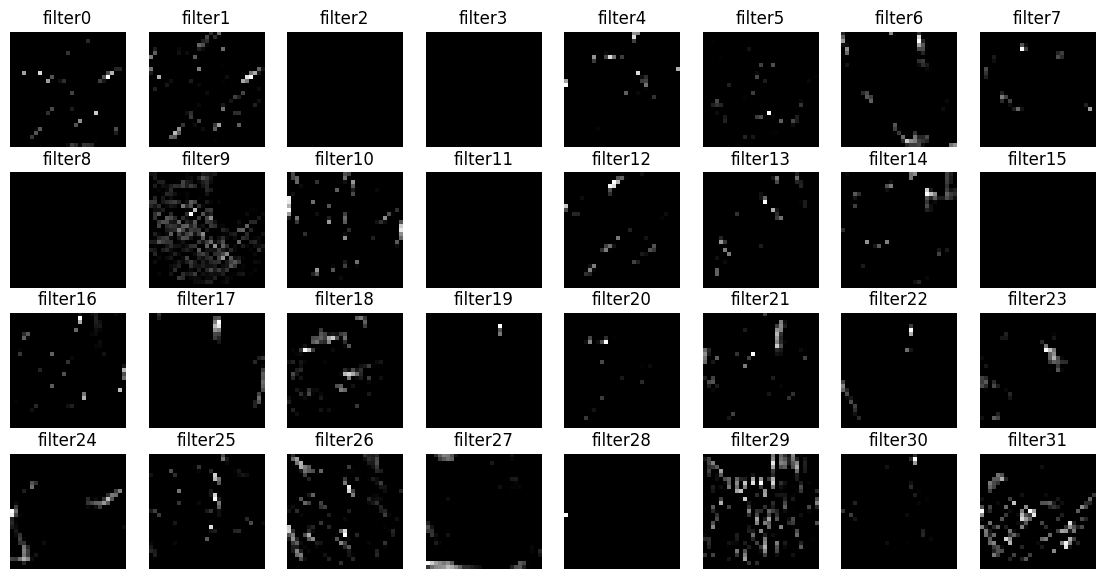 filter0 filter1 filter2 filter3 filter4 filter5 filter6 filter7
filter8 filter9 filter10 filter11 filter12 filter13 filter14 filter15
filter16 filter17 filter18 filter19 filter20 filter21 filter22 filter23
filter24 filter25 filter26 filter27 filter28 filter29 filter30 filter31